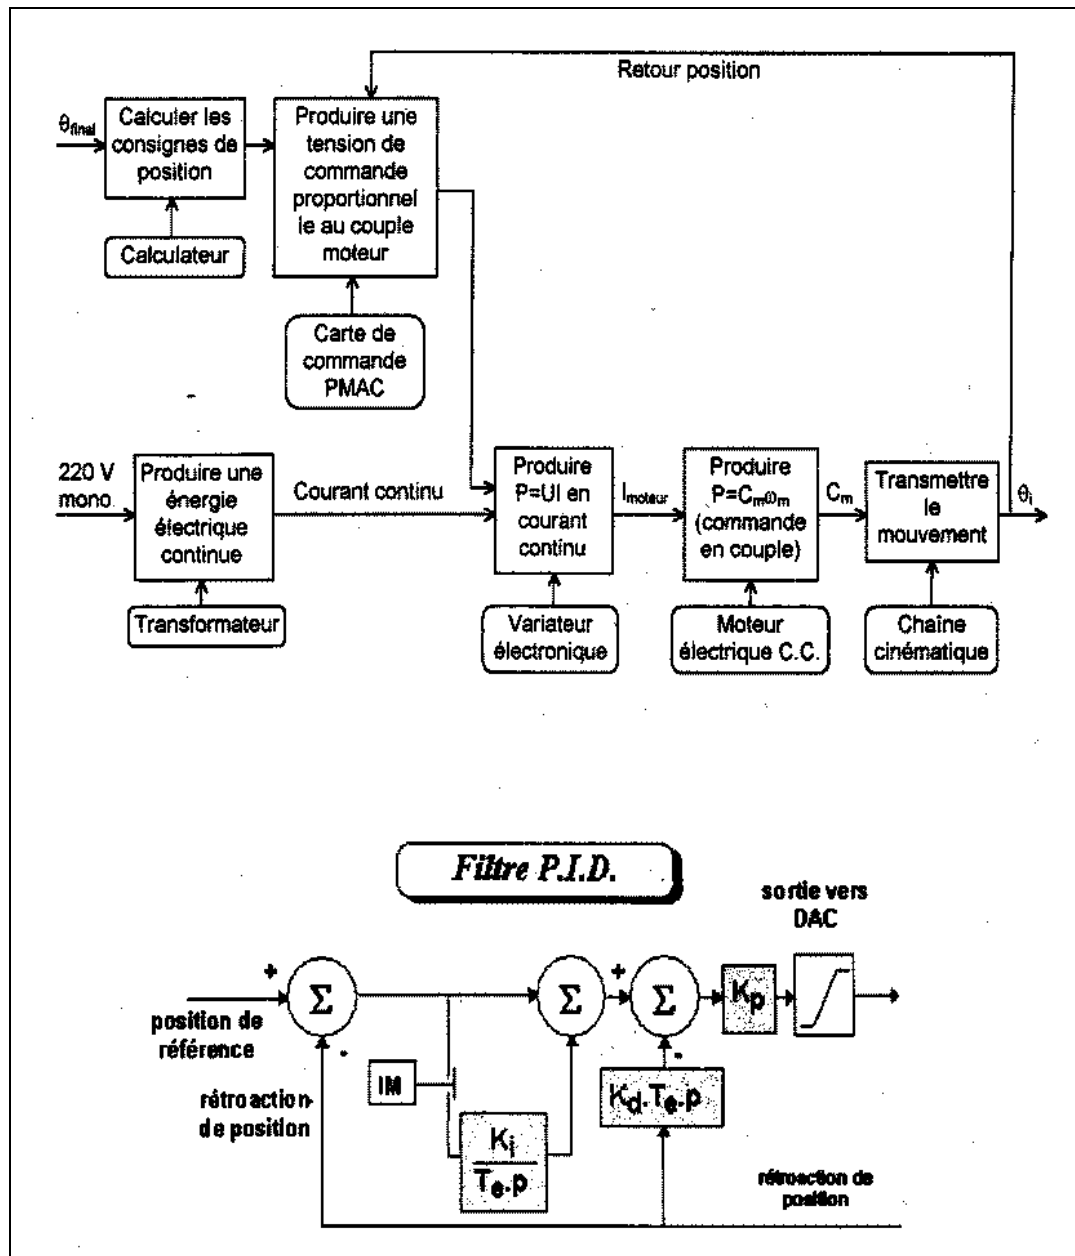 Retour position
θfinal
Calculer les
consignes de
position
Calculateur
Produire une
tension de
commande
proportionnel
le au couple
moteur
Carte de
commande
PMAC
220 V
mono.
Produire une
énergie
électrique
continue
Transformateur
Courant continu
Produire
P=UI en
courant
continu
Variateur
électronique
Imoteur
Produire
P=Cmωm
(commande
en couple)
Moteur
électrique C.C.
Cm
Transmettre
le
mouvement
Chaîne
cinématique
θi
Filtre P.I.D.
sortie vers
DAC
+
Σ
Σ
+
Σ
Kp
position de
référence
-
-
IM
rétroaction
de position
Ki
Te.p
Kd.Te.p
rétroaction de
position